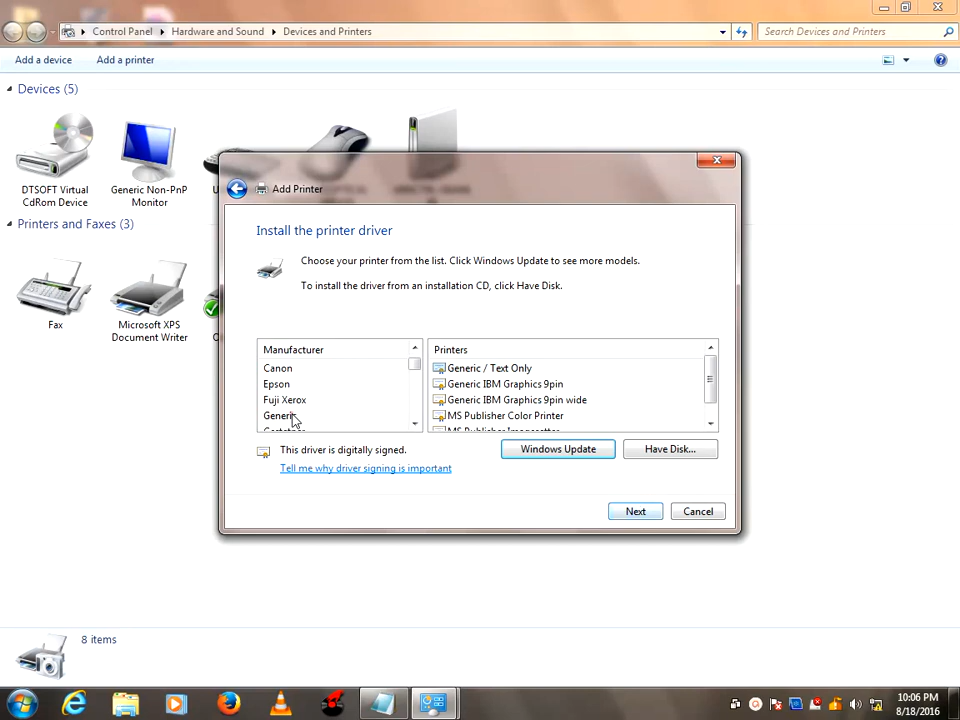 Control Panel
Hardware and Sound
Devices and Printers
Search Devices and Printers
Add a device
Add a printer
Devices (5)
DTSOFT Virtual
CdRom Device
Generic Non-PnP
Monitor
Printers and Faxes (3)
Fax
Microsoft XPS
Document Writer
Add Printer
Install the printer driver
Choose your printer from the list. Click Windows Update to see more models.
To install the driver from an installation CD, click Have Disk.
Manufacturer
Canon
Epson
Fuji Xerox
Generic
Printers
Generic / Text Only
Generic IBM Graphics 9pin
Generic IBM Graphics 9pin wide
MS Publisher Color Printer
This driver is digitally signed.
Tell me why driver signing is important
Windows Update
Have Disk...
Next
Cancel
8 items
10:06 PM
8/18/2016